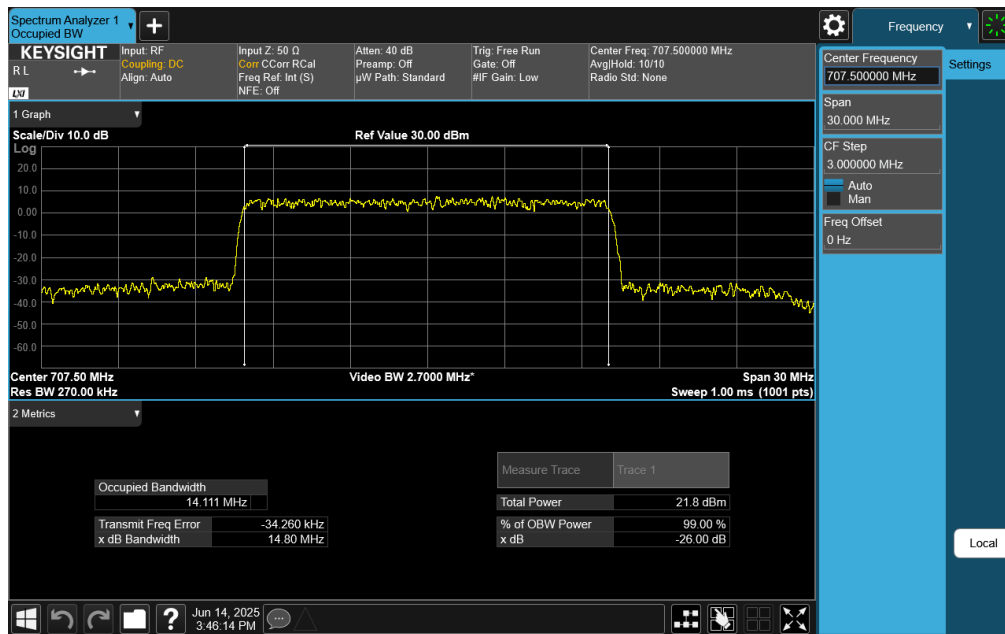 Spectrum Analyzer 1
Occupied BW
Frequency
KEYSIGHT
R L
LXI
Input: RF
Coupling: DC
Align: Auto
Input Z: 50 Ω
Corr CCorr RCal
Freq Ref: Int (S)
NFE: Off
Atten: 40 dB
Preamp: Off
µW Path: Standard
Trig: Free Run
Gate: Off
#IF Gain: Low
Center Freq: 707.500000 MHz
Avg|Hold: 10/10
Radio Std: None
Center Frequency
707.500000 MHz
Settings
Span
30.000 MHz
CF Step
3.000000 MHz
Auto
Man
Freq Offset
0 Hz
Local
1 Graph
Scale/Div 10.0 dB
Ref Value 30.00 dBm
Log
20.0
10.0
0.00
-10.0
-20.0
-30.0
-40.0
-50.0
-60.0
Center 707.50 MHz
Video BW 2.7000 MHz*
Span 30 MHz
Res BW 270.00 kHz
Sweep 1.00 ms (1001 pts)
2 Metrics
Measure Trace
Trace 1
Occupied Bandwidth
14.111 MHz
Total Power
21.8 dBm
Transmit Freq Error
-34.260 kHz
% of OBW Power
99.00 %
x dB Bandwidth
14.80 MHz
x dB
-26.00 dB
Jun 14, 2025
3:46:14 PM